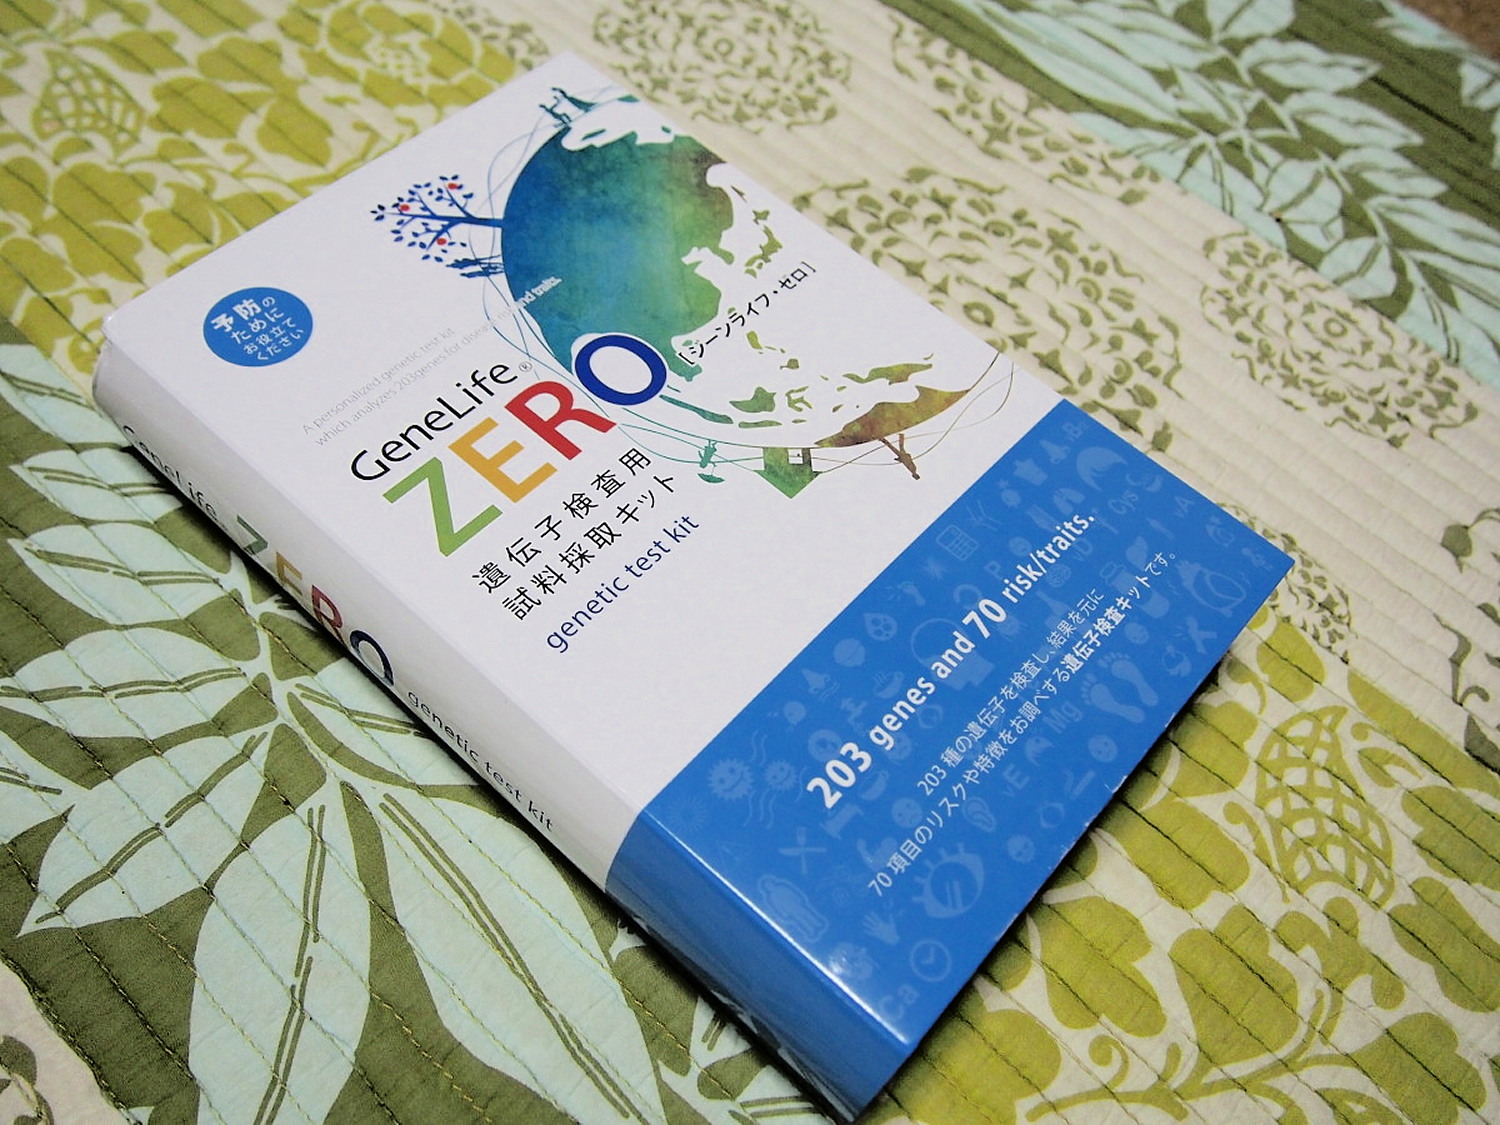 予防の
ために
お役立て
ください
A personalized genetic test kit
which analyzes 203genes for disease risk and traits.
GeneLife®
ZERO
[ジーンライフ・ゼロ]
遺伝子検査用
試料採取キット
genetic test kit
203 genes and 70 risk/traits.
203 種の遺伝子を検査し、結果を元に
70 項目のリスクや特徴をお調べする遺伝子検査キットです。
GeneLife
ZERO
genetic test kit
Cys C
Mg
Ca